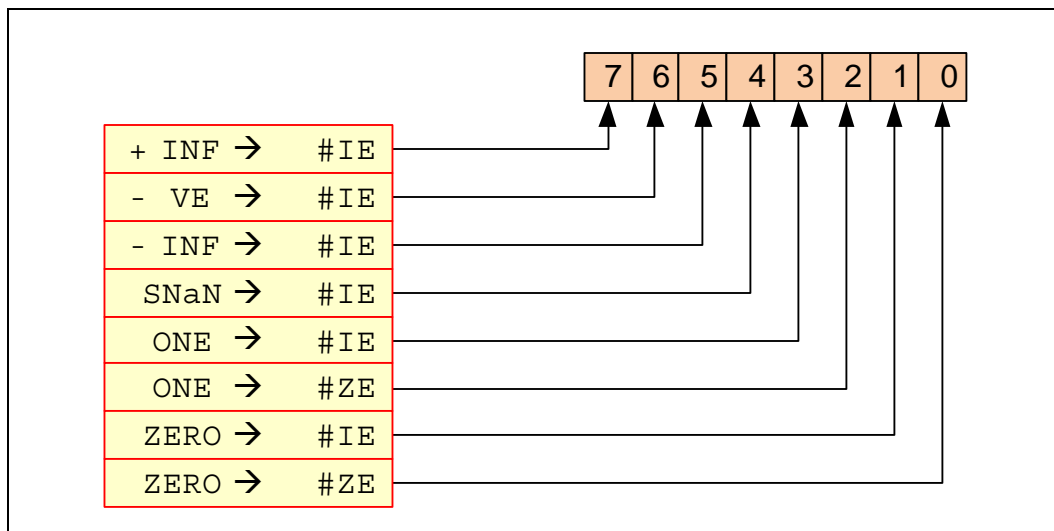 7 6 5 4 3 2 1 0
+ INF → #IE
- VE → #IE
- INF → #IE
SNaN → #IE
ONE → #IE
ONE → #ZE
ZERO → #IE
ZERO → #ZE